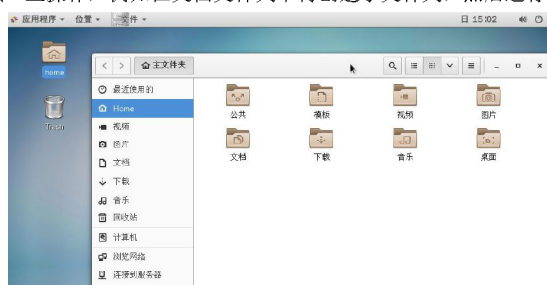 应用程序 位置 文件 日 15:02
home
Trash
主文件夹
最近使用的
Home
视频
图片
文档
下载
音乐
回收站
计算机
浏览网络
连接到服务器
公共 模板 视频 图片
文档 下载 音乐 桌面